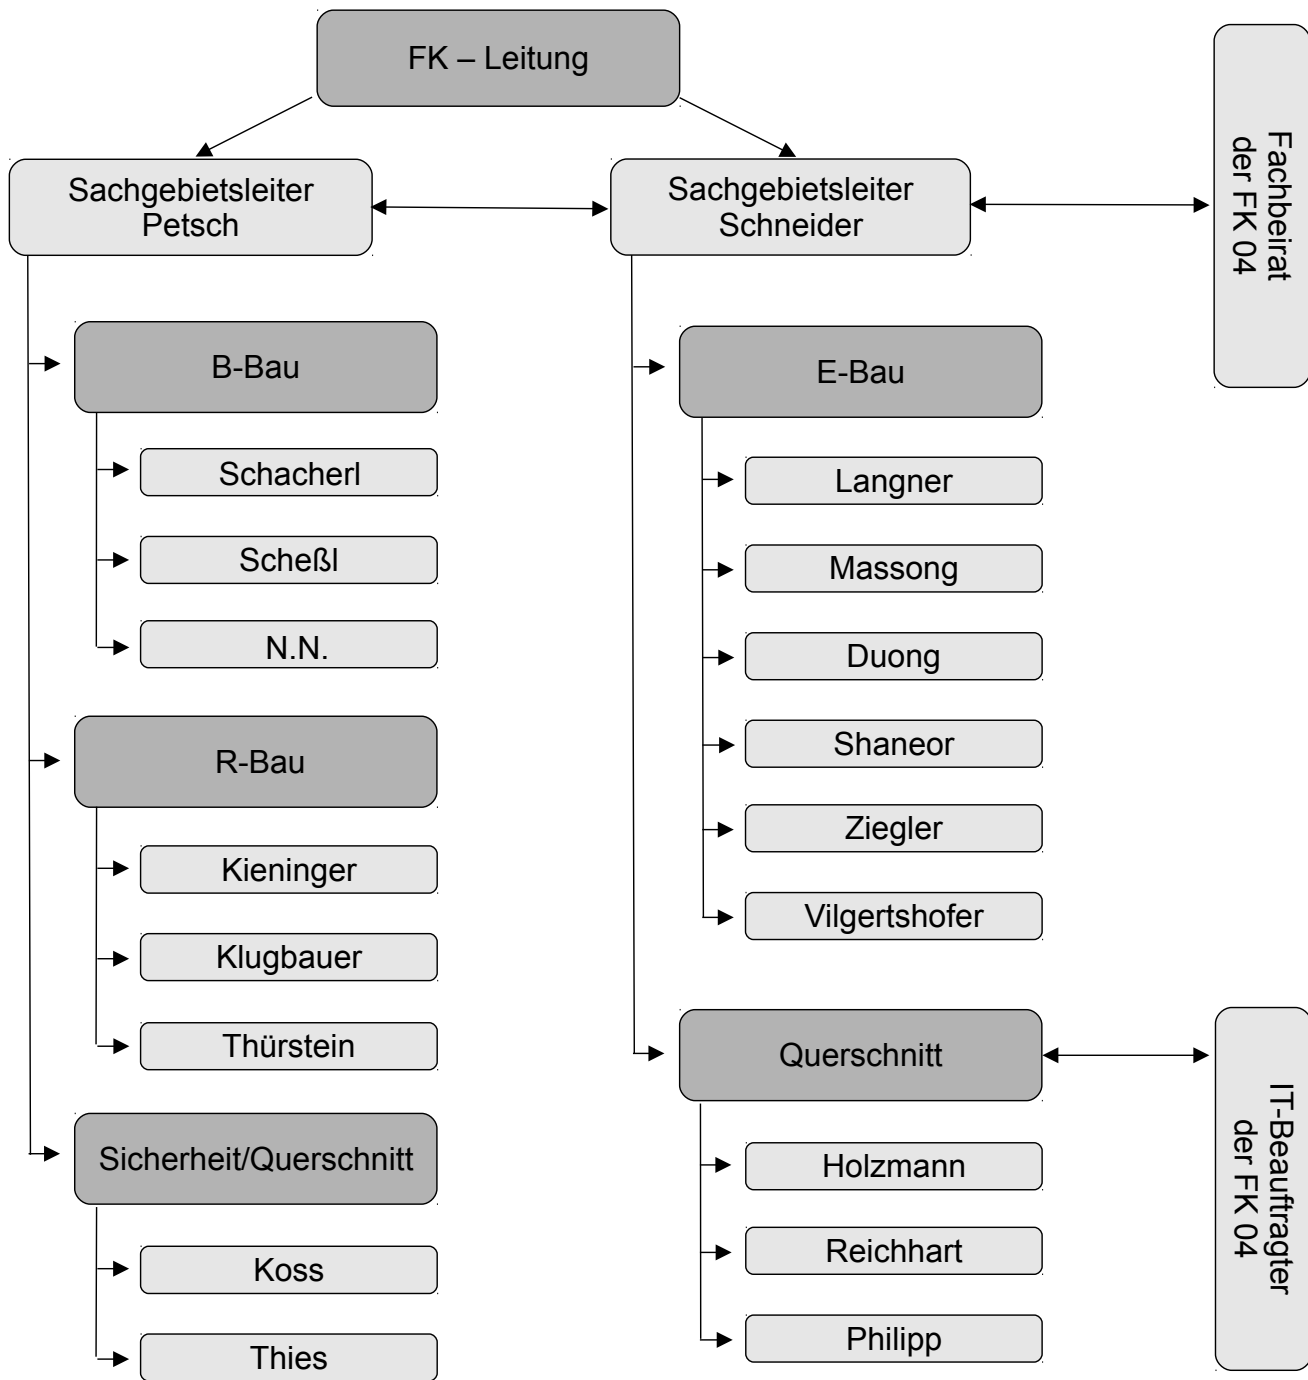 FK – Leitung
Sachgebietsleiter
Petsch
Sachgebietsleiter
Schneider
Fachbeirat
der FK 04
B-Bau
Schacherl
Scheßl
N.N.
R-Bau
Kieninger
Klugbauer
Thürstein
Sicherheit/Querschnitt
Koss
Thies
E-Bau
Langner
Massong
Duong
Shaneor
Ziegler
Vilgertshofer
Querschnitt
Holzmann
Reichhart
Philipp
IT-Beauftragter
der FK 04